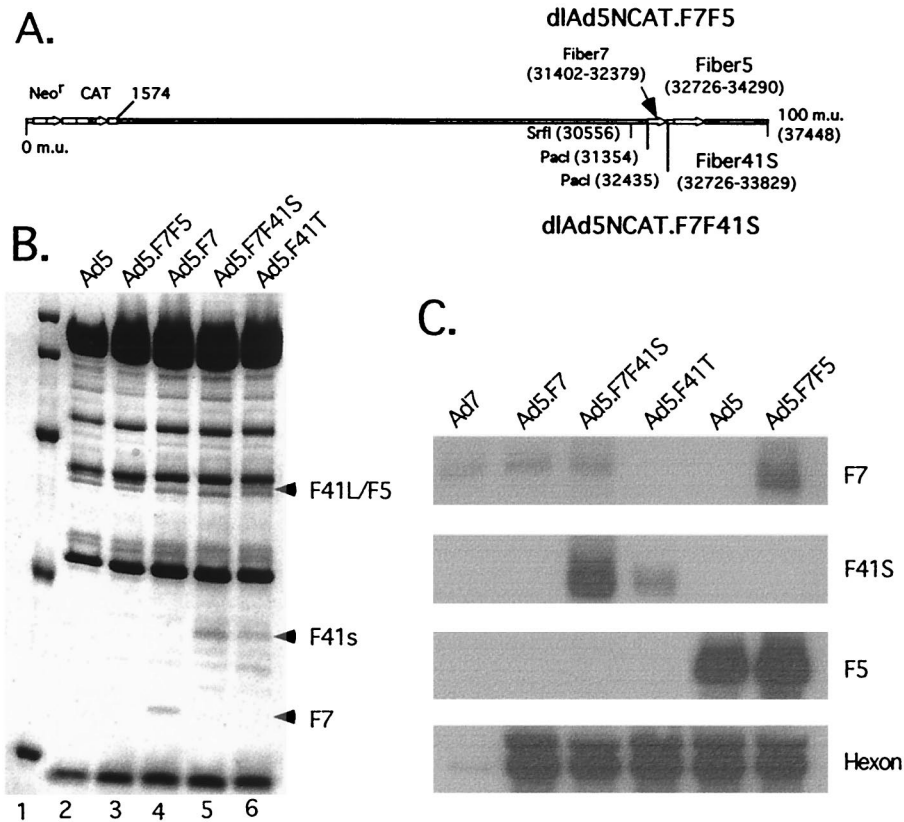 A.
dlAd5NCAT.F7F5
Fiber7
(31402-32379)
Fiber5
(32726-34290)
Neoʳ
CAT
1574
100 m.u.
(37448)
0 m.u.
SrfI (30556)
PacI (31354)
PacI (32435)
Fiber41S
(32726-33829)
dlAd5NCAT.F7F41S
B.
Ad5
Ad5.F7F5
Ad5.F7
Ad5.F7F41S
Ad5.F41T
F41L/F5
F41s
F7
1 2 3 4 5 6
C.
Ad7
Ad5.F7
Ad5.F7F41S
Ad5.F41T
Ad5
Ad5.F7F5
F7
F41S
F5
Hexon